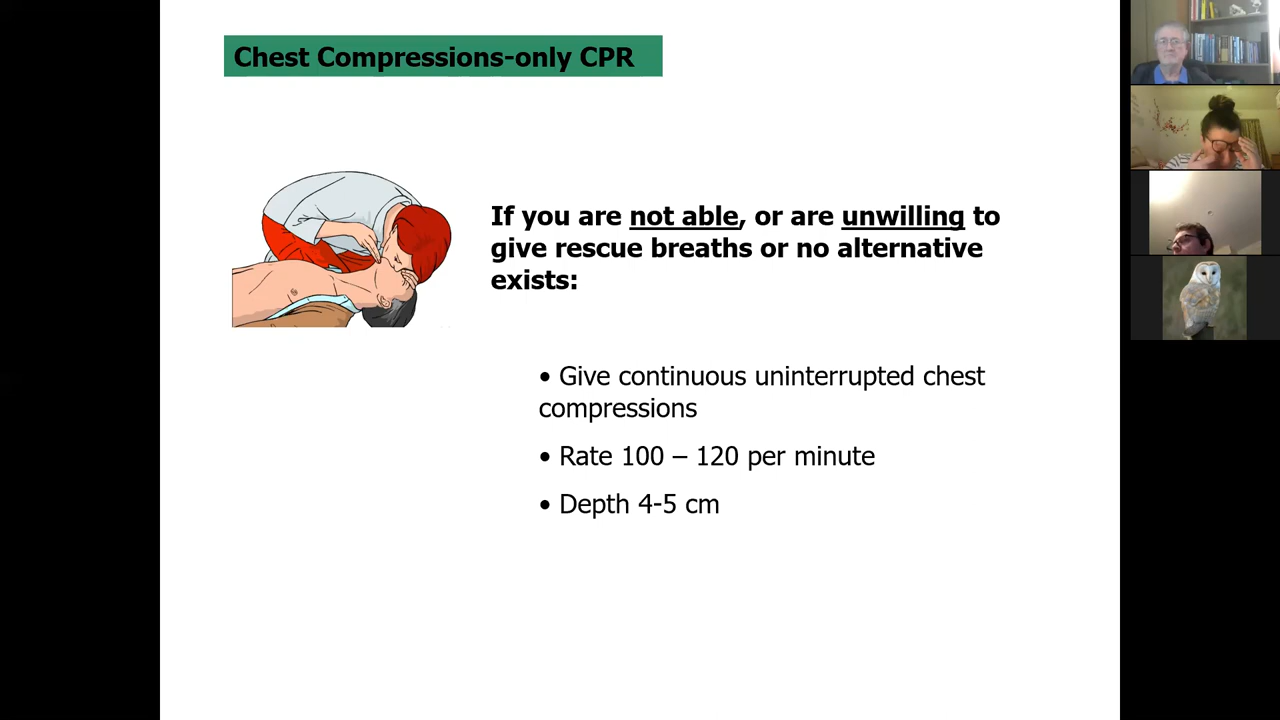 Chest Compressions-only CPR
If you are not able, or are unwilling to
give rescue breaths or no alternative
exists:
• Give continuous uninterrupted chest
compressions
• Rate 100 – 120 per minute
• Depth 4-5 cm